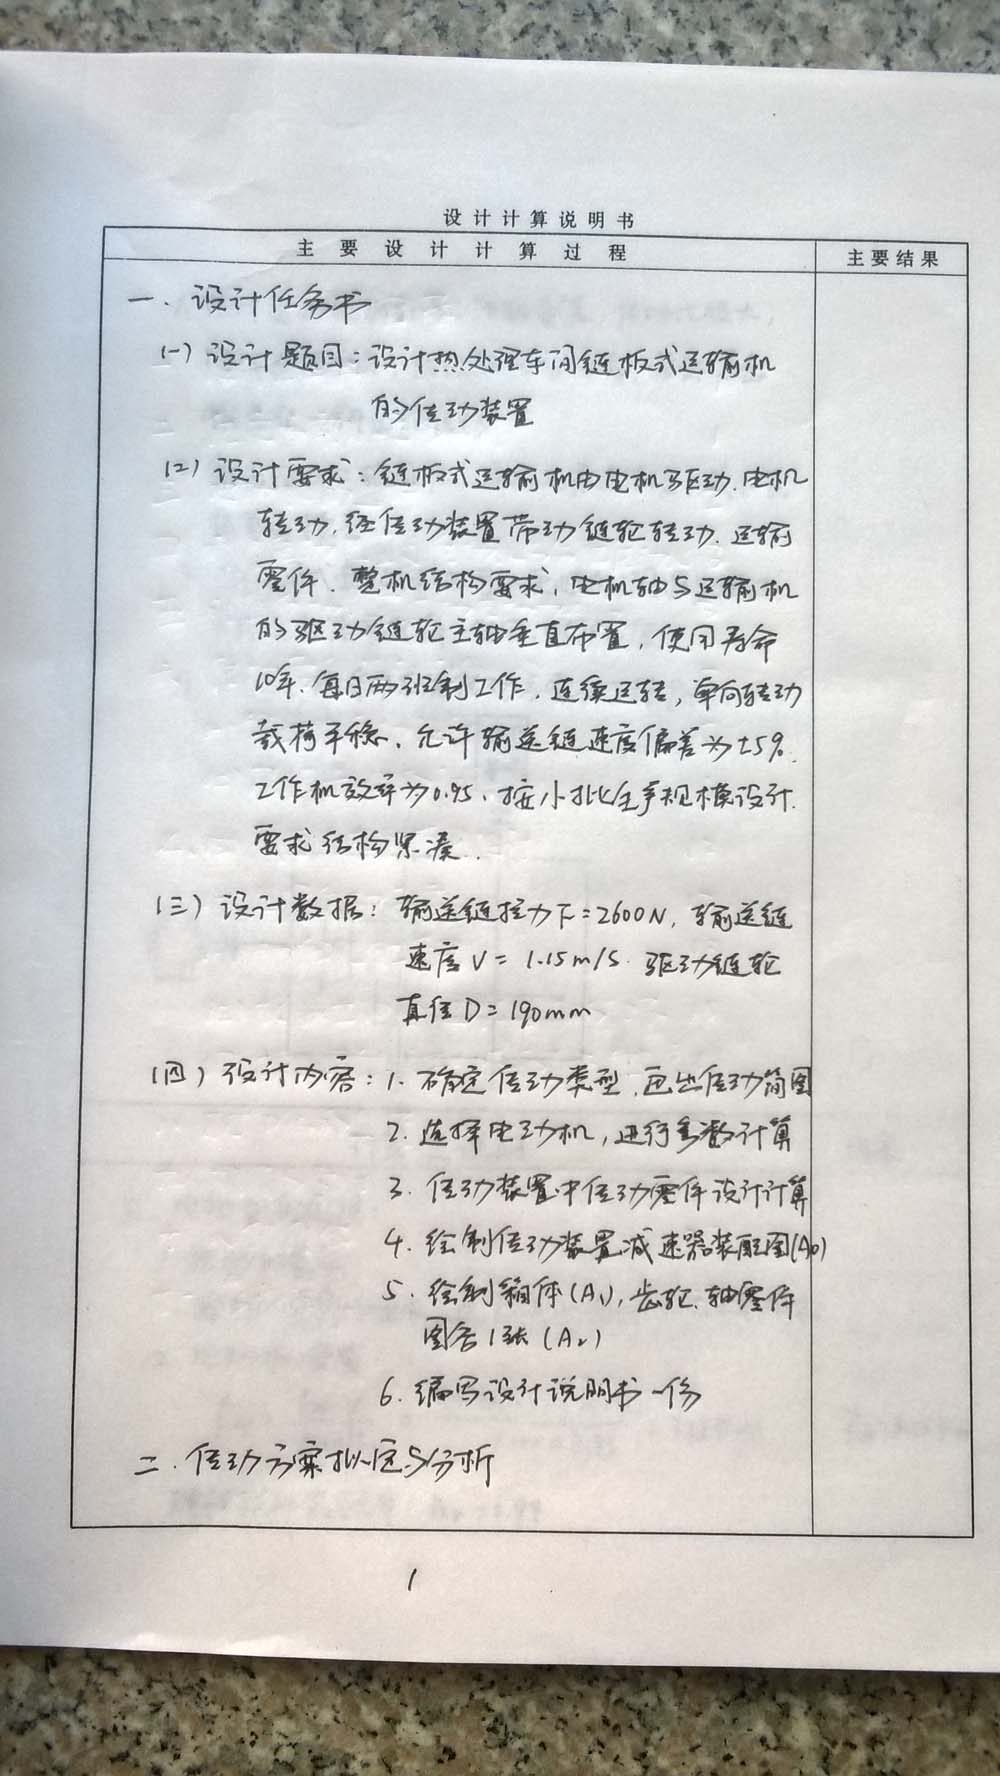 设计计算说明书
主要设计计算过程
主要结果
一. 设计任务书
(一) 设计题目: 设计热处理车间链板式运输机
的传动装置
(二) 设计要求: 链板式运输机由电机驱动. 电机
转动, 经传动装置带动链轮转动. 运输
零件. 整机结构要求, 电机轴与运输机
的驱动链轮主轴垂直布置, 使用寿命
10年. 每日两班制工作, 连续运转, 单向转动
载荷平稳、允许输送链速度偏差为±5%.
工作机效率为0.95, 按小批生产规模设计.
要求结构紧凑.
(三) 设计数据: 输送链拉力F=2600N, 输送链
速度V=1.15m/s. 驱动链轮
直径D=190mm
(四) 设计内容: 1. 确定传动类型, 画出传动简图
2. 选择电动机, 进行参数计算
3. 传动装置中传动零件设计计算
4. 绘制传动装置减速器装配图(A0)
5. 绘制箱体(A1), 齿轮、轴零件
图各1张(A2)
6. 编写设计说明书一份
二. 传动方案拟定与分析
1